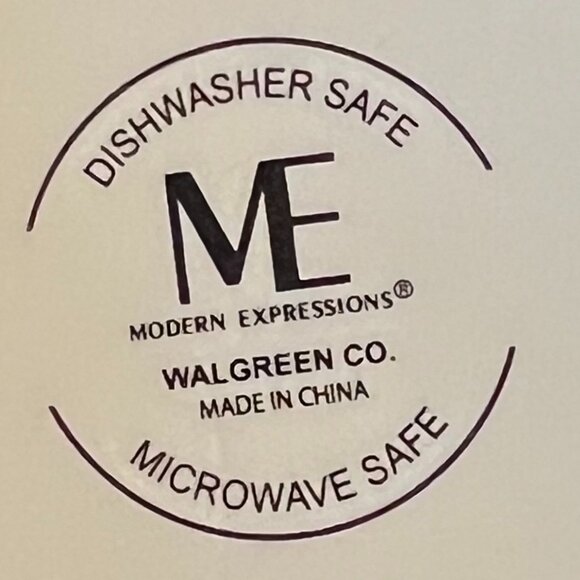 DISHWASHER SAFE
ME
MODERN EXPRESSIONS®
WALGREEN CO.
MADE IN CHINA
MICROWAVE SAFE